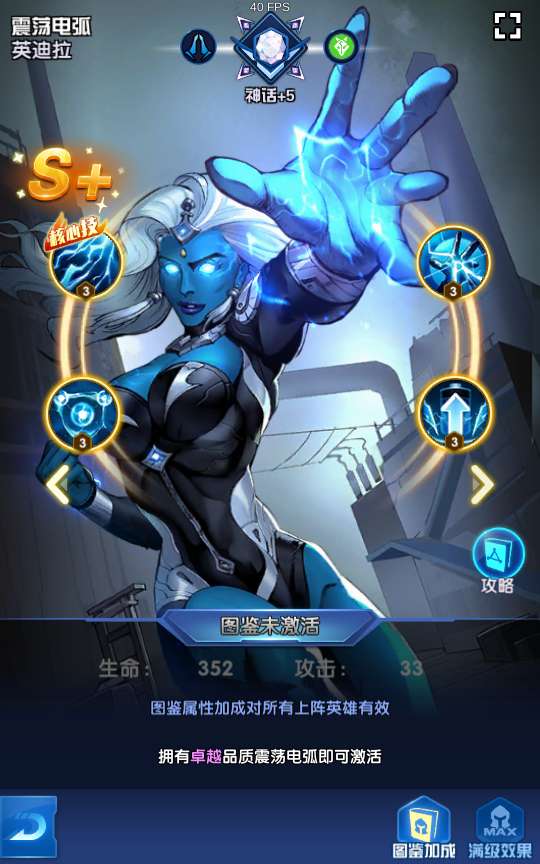 40 FPS
震荡电弧
英迪拉
神话+5
S+
核心技
3
3
3
3
攻略
图鉴未激活
生命： 352 攻击： 33
图鉴属性加成对所有上阵英雄有效
拥有卓越品质震荡电弧即可激活
MAX
图鉴加成 满级效果